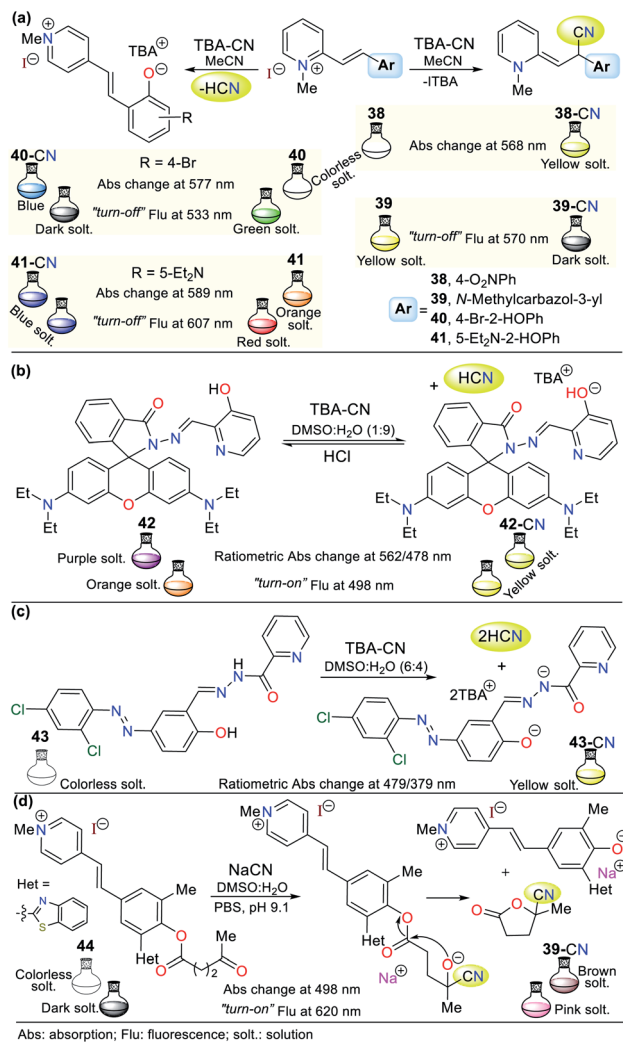 (a)
MeN
I⊖
TBA⊕
O⊖
R
TBA-CN
MeCN
-HCN
I⊖
N
Me
Ar
TBA-CN
MeCN
-ITBA
CN
N
Me
Ar
38
Colorless solt.
Abs change at 568 nm
38-CN
Yellow solt.
40-CN
Blue
Dark solt.
R = 4-Br
Abs change at 577 nm
"turn-off" Flu at 533 nm
40
Green solt.
39
Yellow solt.
"turn-off" Flu at 570 nm
39-CN
Dark solt.
41-CN
Blue solt.
R = 5-Et2N
Abs change at 589 nm
"turn-off" Flu at 607 nm
41
Orange solt.
Red solt.
Ar =
38, 4-O2NPh
39, N-Methylcarbazol-3-yl
40, 4-Br-2-HOPh
41, 5-Et2N-2-HOPh
(b)
HO
O
N
N
N
N
Et
Et
O
N
Et
Et
42
Purple solt.
Orange solt.
TBA-CN
DMSO:H2O (1:9)
HCl
+ HCN
TBA⊕
HO⊖
O
N
N
N
N
Et
Et
O
N
Et
Et
42-CN
Yellow solt.
Ratiometric Abs change at 562/478 nm
"turn-on" Flu at 498 nm
(c)
Cl
Cl
N
N
OH
N
H
N
O
N
43
Colorless solt.
TBA-CN
DMSO:H2O (6:4)
2HCN
+
2TBA⊕
Cl
Cl
N
N
O⊖
N
N⊖
O
N
43-CN
Yellow solt.
Ratiometric Abs change at 479/379 nm
(d)
MeN
I⊖
Me
O
Het
O
( )2
Me
O
Het =
N
S
44
Colorless solt.
Dark solt.
NaCN
DMSO:H2O
PBS, pH 9.1
MeN
I⊖
Me
O
Het
O
Na⊕
O⊖
CN
Me
I⊖
MeN
Me
O⊖
Na⊕
Het
+
O
O
CN
Me
39-CN
Brown solt.
Pink solt.
Abs change at 498 nm
"turn-on" Flu at 620 nm
Abs: absorption; Flu: fluorescence; solt.: solution